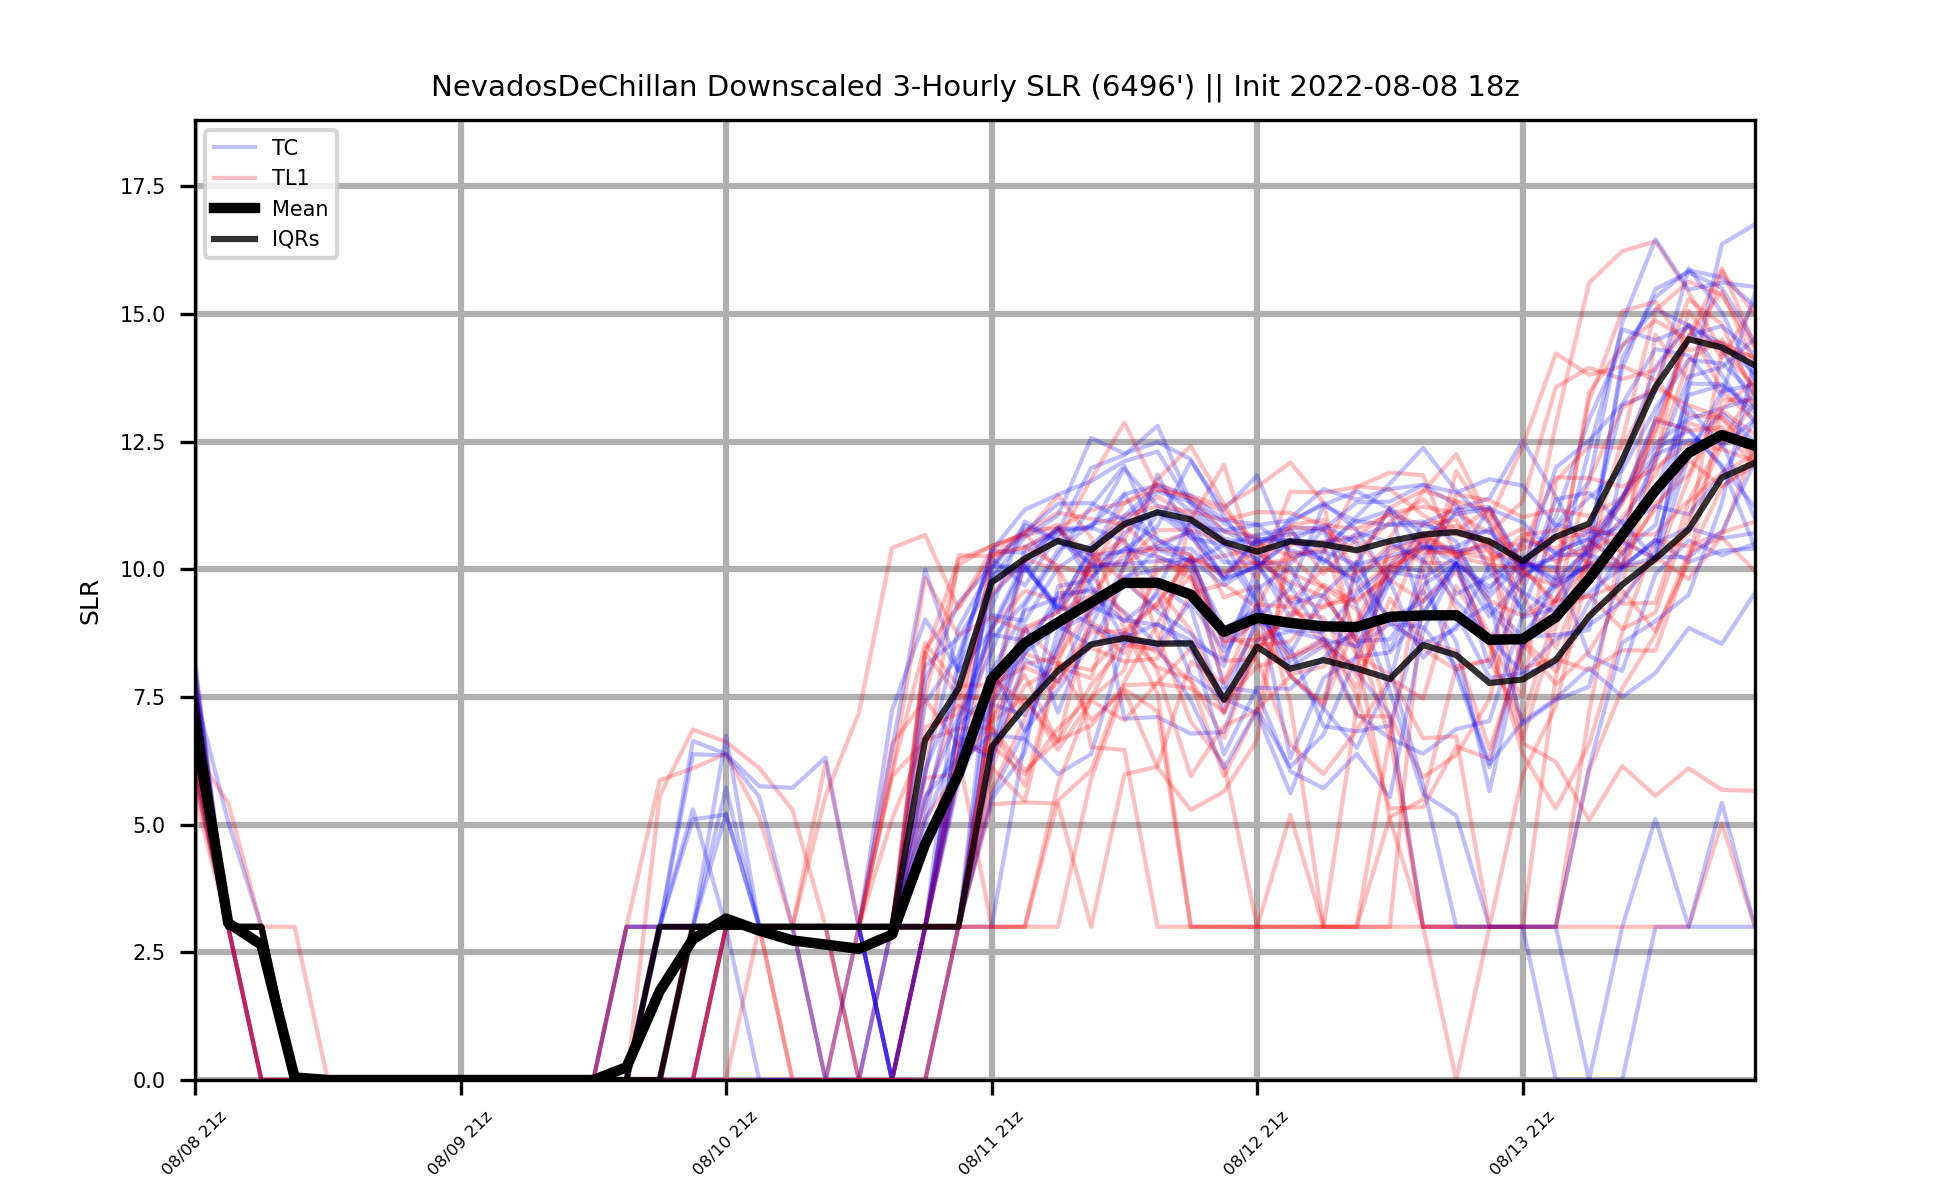 NevadosDeChillan Downscaled 3-Hourly SLR (6496') || Init 2022-08-08 18z
TC
TL1
Mean
IQRs
SLR
17.5
15.0
12.5
10.0
7.5
5.0
2.5
0.0
08/08 21z
08/09 21z
08/10 21z
08/11 21z
08/12 21z
08/13 21z